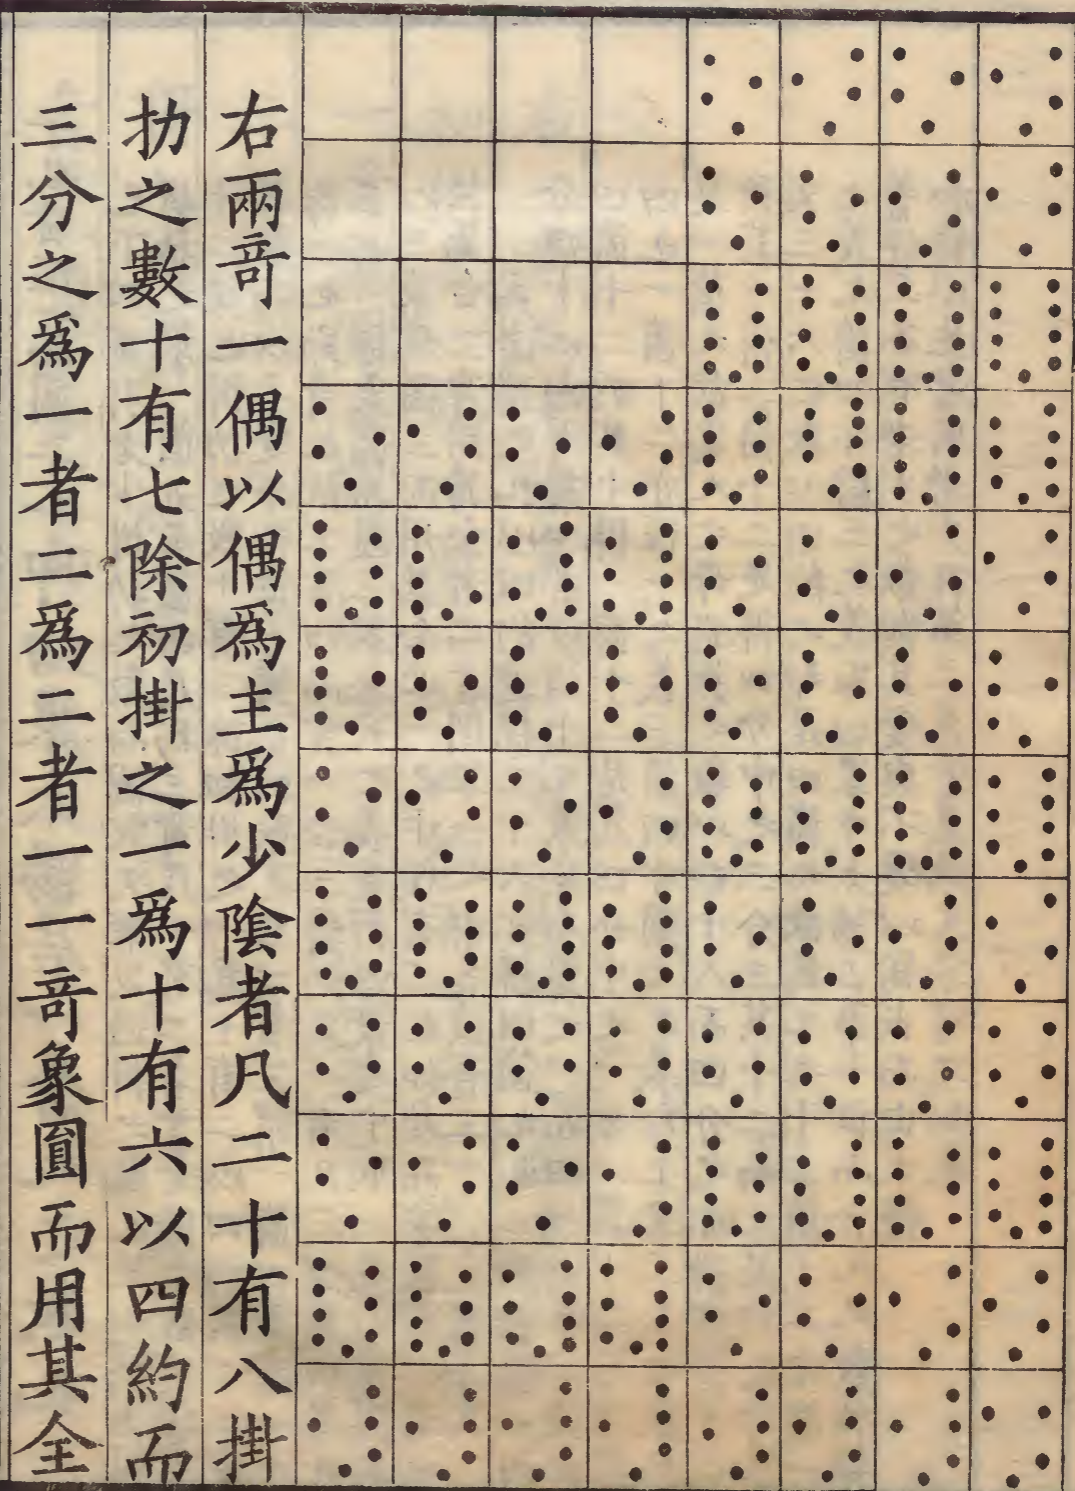 右兩竒一偶以偶爲主爲少隂者凡二十有八掛
扐之數十有七除初掛之一爲十有六以四約而
三分之爲一者二爲二者一一竒象圓而用其全